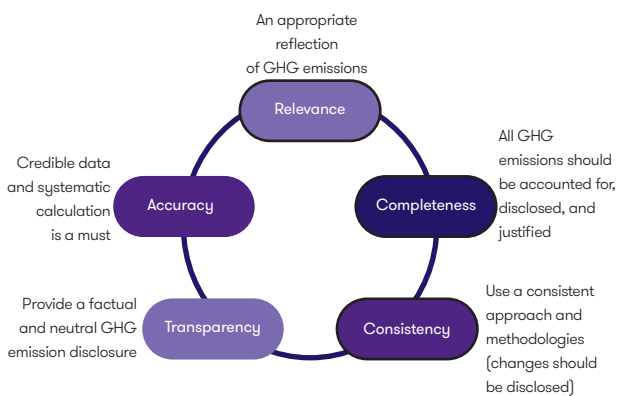 An appropriate
reflection
of GHG emissions
Relevance
All GHG
emissions should
be accounted for,
disclosed, and
justified
Completeness
Use a consistent
approach and
methodologies
(changes should
be disclosed)
Consistency
Transparency
Provide a factual
and neutral GHG
emission disclosure
Accuracy
Credible data
and systematic
calculation
is a must